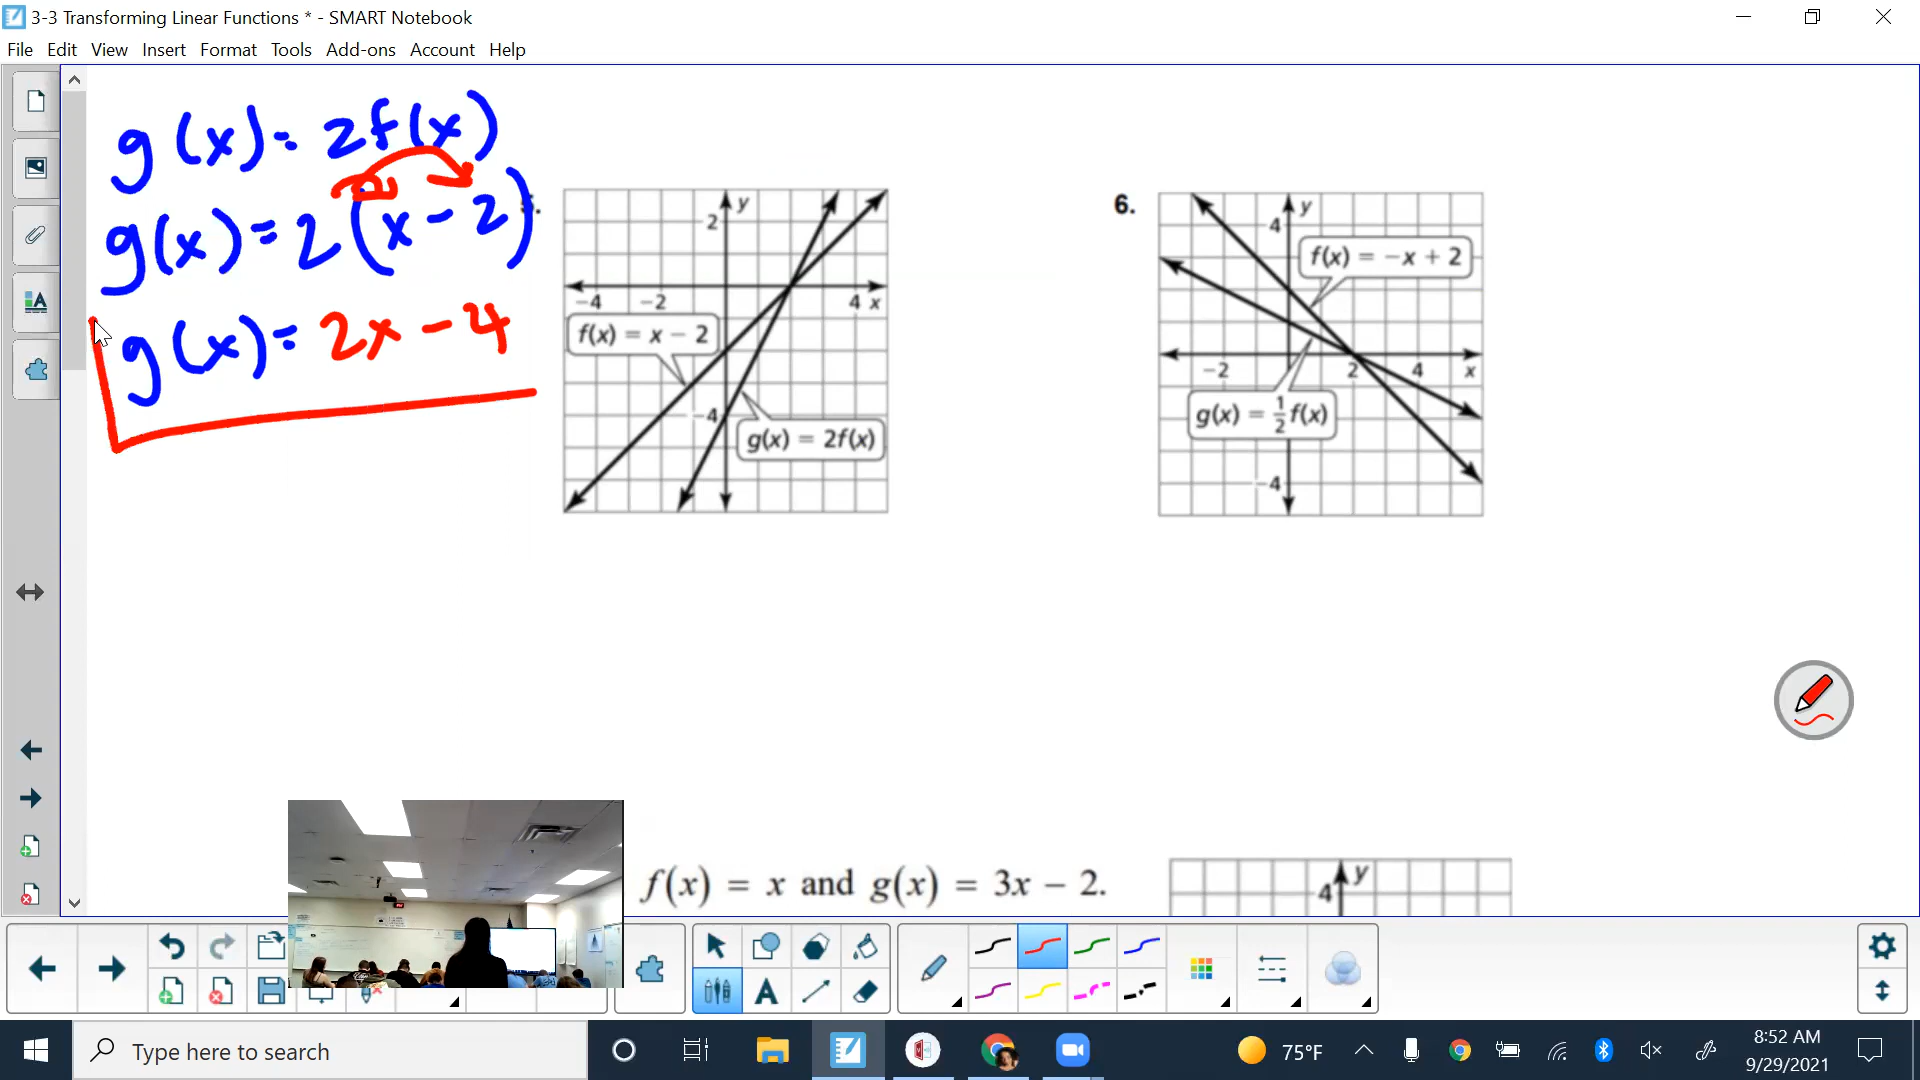 3-3 Transforming Linear Functions * - SMART Notebook
File Edit View Insert Format Tools Add-ons Account Help
g(x) = 2f(x)
g(x) = 2(x - 2)
g(x) = 2x - 4
5.
y
2
-4 -2 4 x
f(x) = x − 2
-4
g(x) = 2f(x)
6.
y
4
f(x) = −x + 2
-2 2 4 x
g(x) = 1/2 f(x)
-4
f(x) = x and g(x) = 3x − 2.
y
4
A
Type here to search
75°F
8:52 AM
9/29/2021